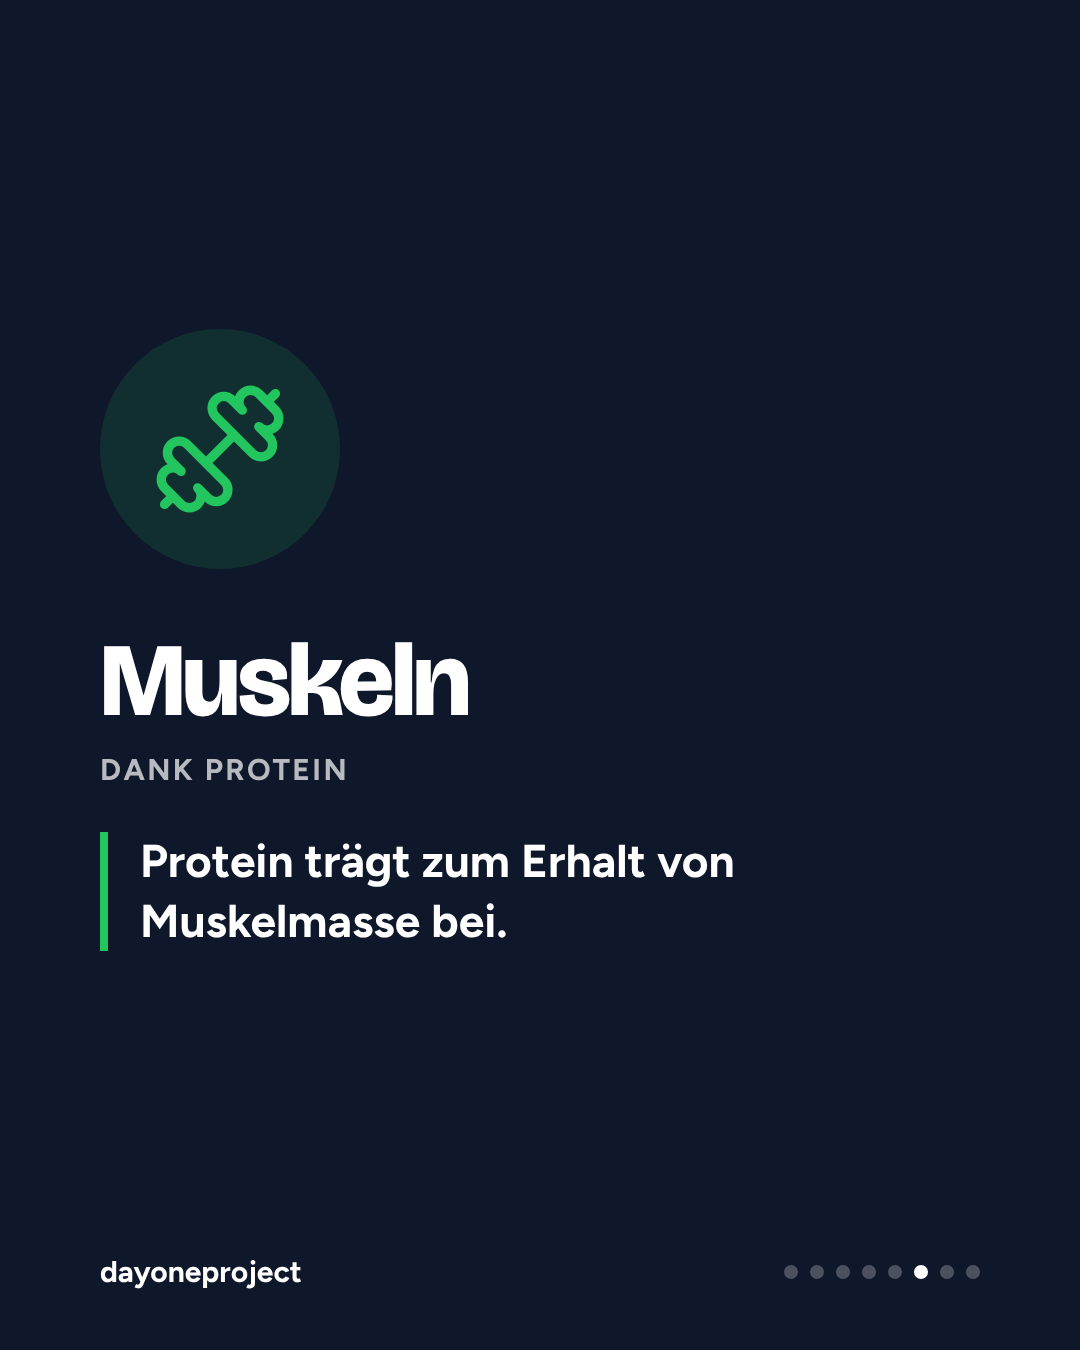 Muskeln
DANK PROTEIN
Protein trägt zum Erhalt von
Muskelmasse bei.
dayoneproject